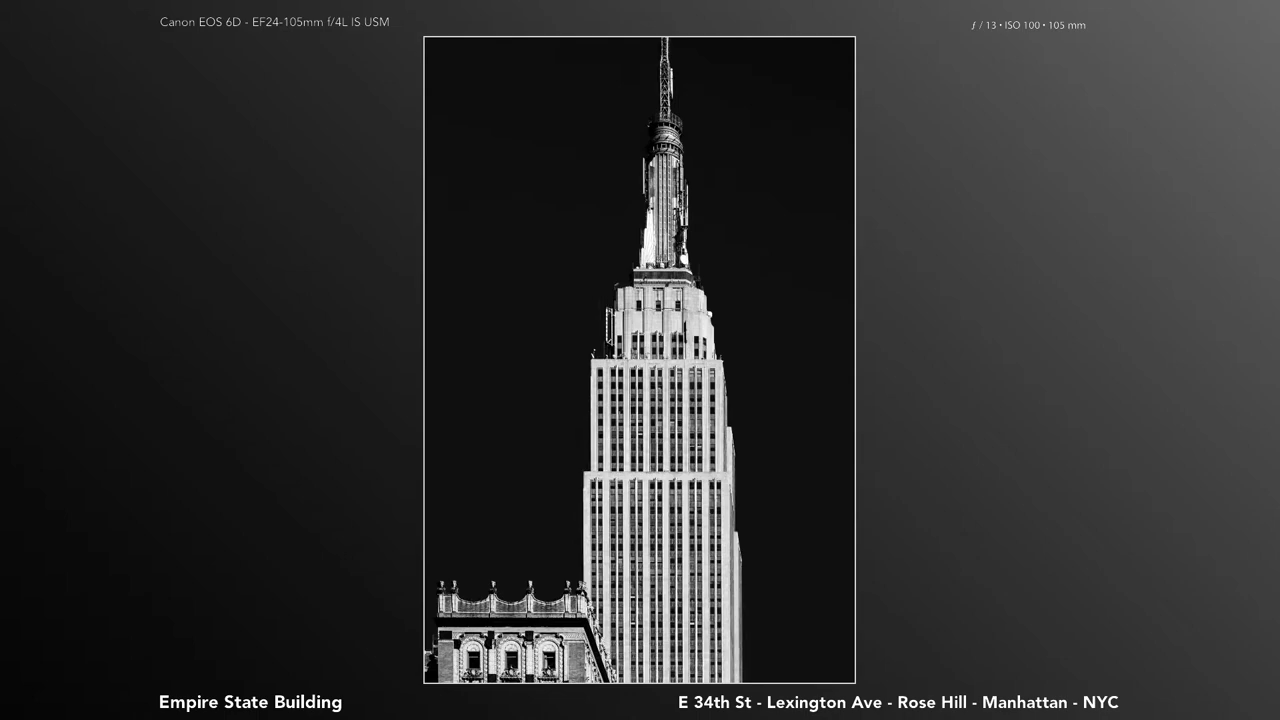 Canon EOS 6D - EF24-105mm f/4L IS USM
ƒ / 13 • ISO 100 • 105 mm
Empire State Building
E 34th St - Lexington Ave - Rose Hill - Manhattan - NYC